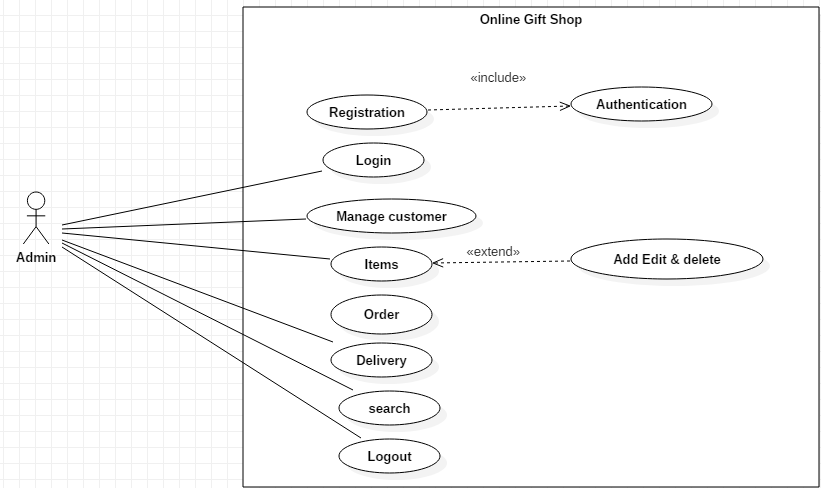 Online Gift Shop
«include»
Registration
Authentication
Login
Manage customer
Admin
«extend»
Items
Add Edit & delete
Order
Delivery
search
Logout